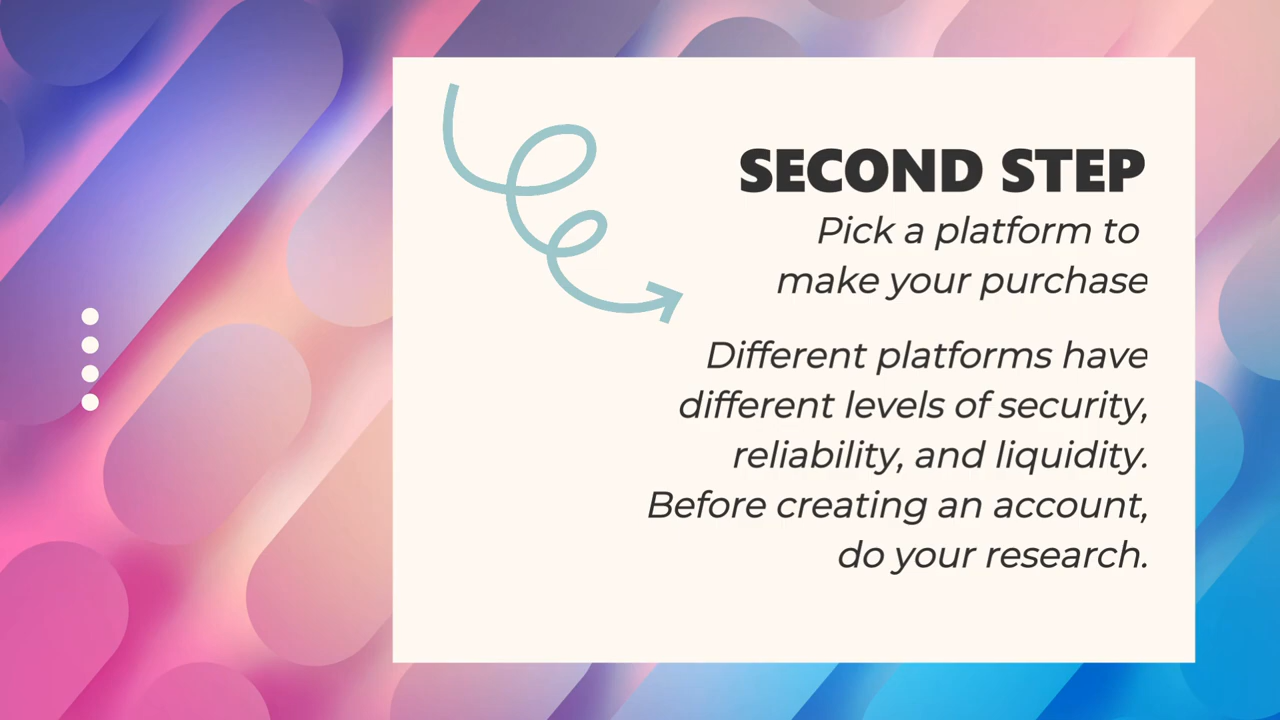 SECOND STEP
Pick a platform to
make your purchase
Different platforms have
different levels of security,
reliability, and liquidity.
Before creating an account,
do your research.